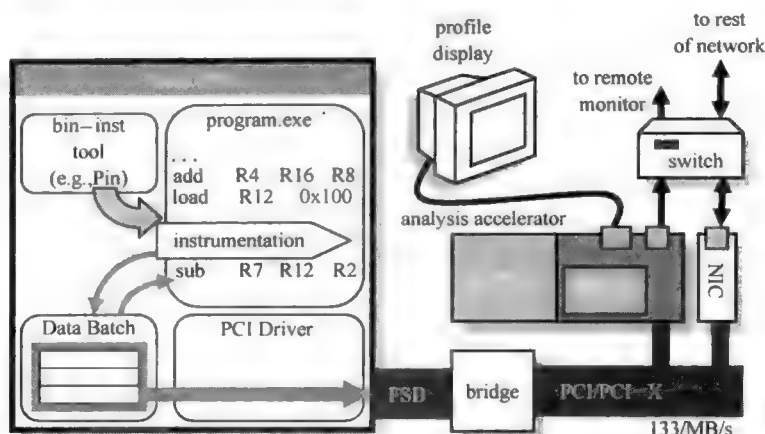 profile
display
to rest
of network
to remote
monitor
bin–inst
tool
(e.g.,Pin)
program.exe
. . .
add R4 R16 R8
load R12 0x100
instrumentation
sub R7 R12 R2
switch
analysis accelerator
NIC
Data Batch
PCI Driver
bridge
PCI/PCI–X
133/MB/s